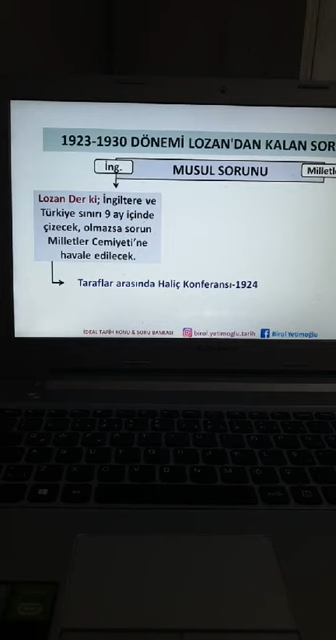 1923-1930 DÖNEMİ LOZAN'DAN KALAN SOR
İng.
MUSUL SORUNU
Milletl
Lozan Der ki; İngiltere ve
Türkiye sınırı 9 ay içinde
çizecek, olmazsa sorun
Milletler Cemiyeti'ne
havale edilecek.
Taraflar arasında Haliç Konferansı-1924
İDEAL TARİH KONU & SORU BANKASI
birol.yetimoglu.tarih
Birol Yetimoğlu